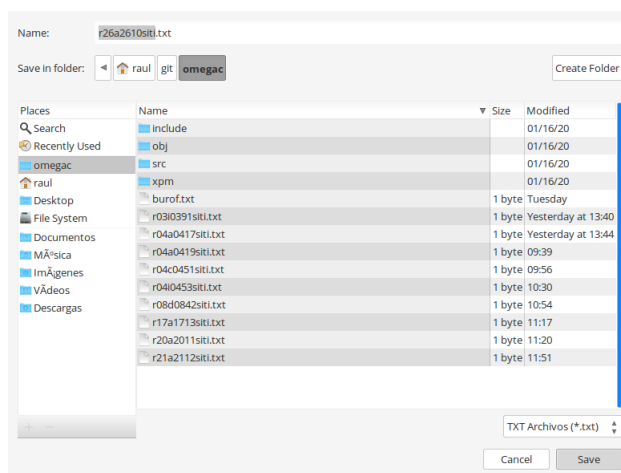 Name: r26a2610siti.txt
Save in folder: raul git omegac Create Folder
Places Name Size Modified
Search include 01/16/20
Recently Used obj 01/16/20
omegac src 01/16/20
raul xpm 01/16/20
Desktop burof.txt 1 byte Tuesday
File System r03i0391siti.txt 1 byte Yesterday at 13:40
Documentos r04a0417siti.txt 1 byte Yesterday at 13:44
MÃºsica r04a0419siti.txt 1 byte 09:39
ImÃ¡genes r04c0451siti.txt 1 byte 09:56
VÃdeos r04i0453siti.txt 1 byte 10:30
Descargas r08d0842siti.txt 1 byte 10:54
r17a1713siti.txt 1 byte 11:17
r20a2011siti.txt 1 byte 11:20
r21a2112siti.txt 1 byte 11:51
TXT Archivos (*.txt)
Cancel Save